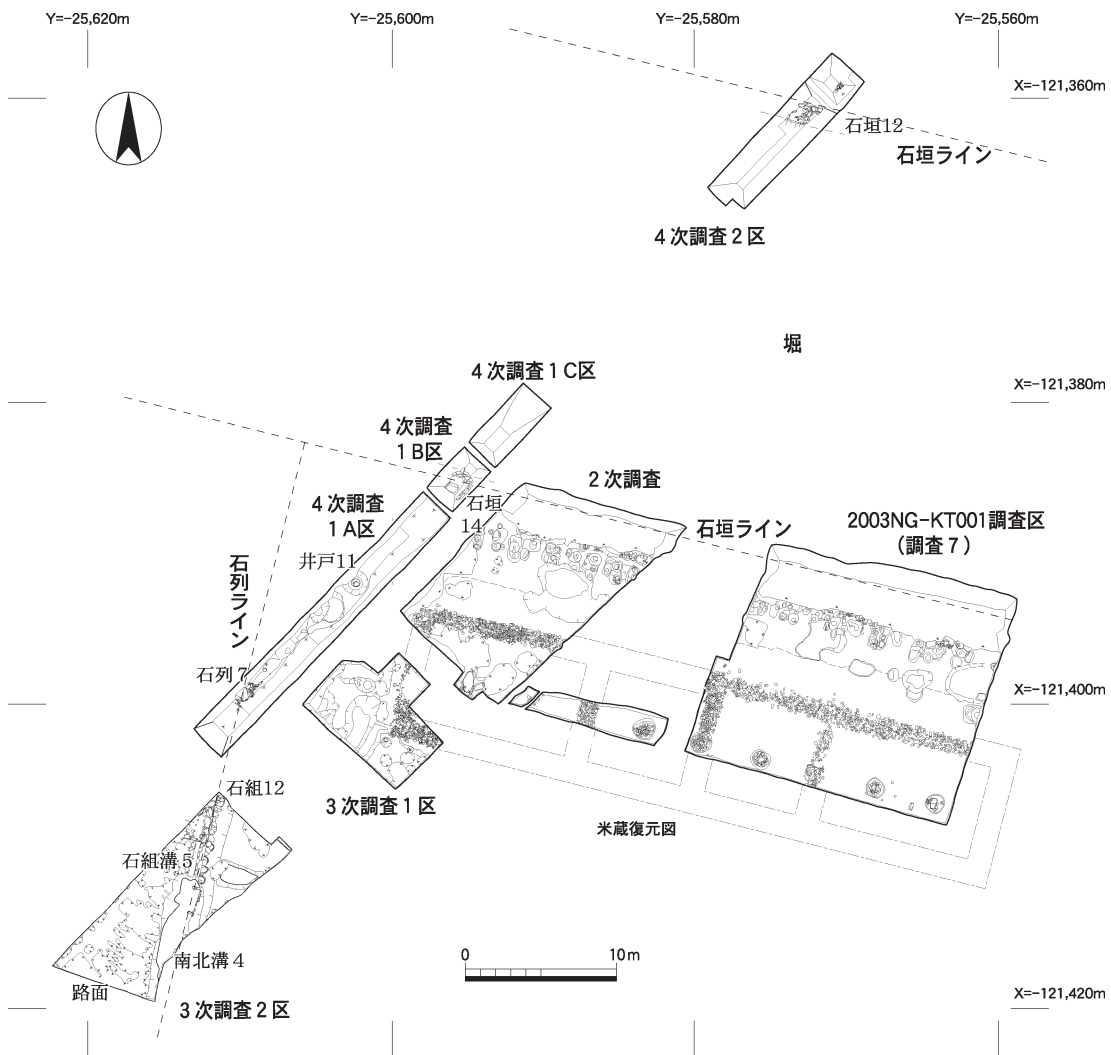 Y=-25,620m
Y=-25,600m
Y=-25,580m
Y=-25,560m
X=-121,360m
石垣12
石垣ライン
4次調査2区
堀
4次調査1C区
X=-121,380m
4次調査
1B区
2次調査
4次調査
1A区
石垣
14
石垣ライン
2003NG-KT001調査区
（調査7）
井戸11
石列ライン
石列7
X=-121,400m
石組12
3次調査1区
米蔵復元図
石組溝5
0
10m
南北溝4
路面
3次調査2区
X=-121,420m